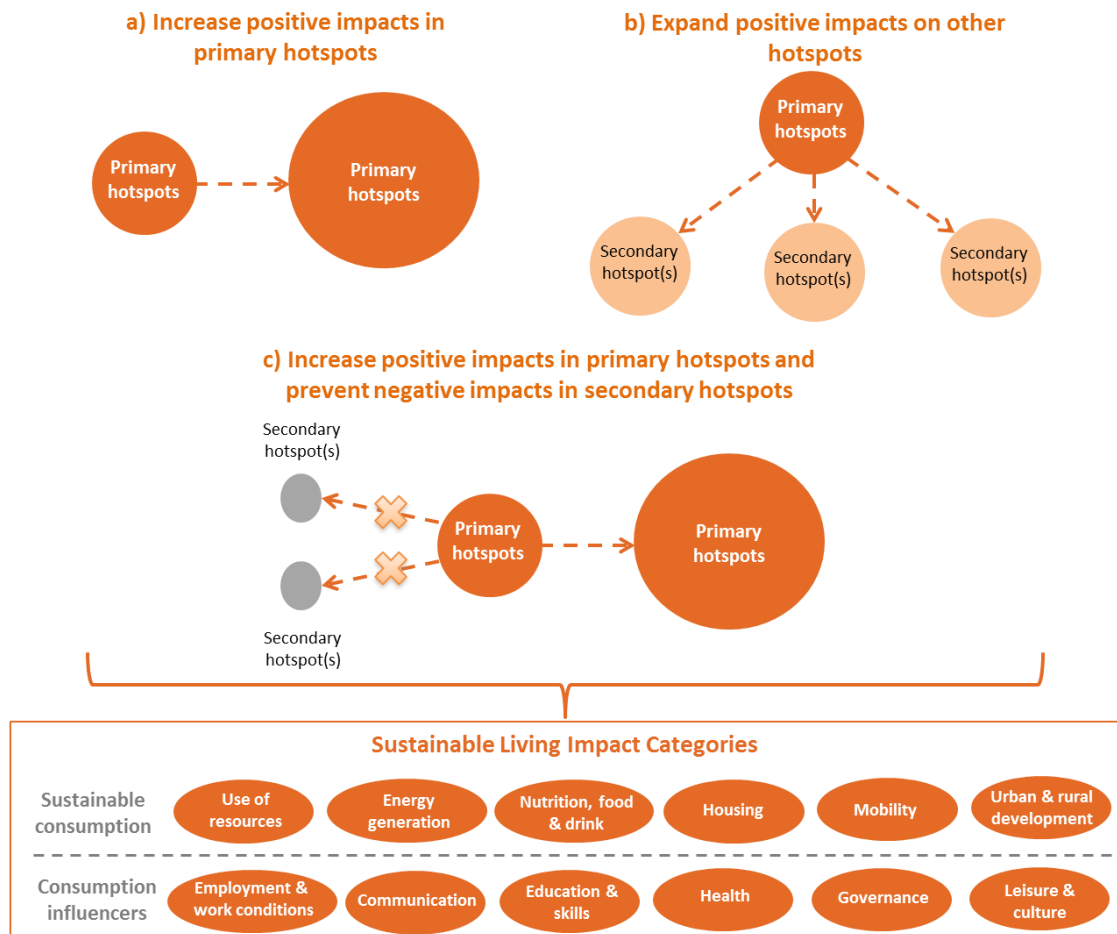 a) Increase positive impacts in
primary hotspots
b) Expand positive impacts on other
hotspots
Primary
hotspots
Primary
hotspots
Primary
hotspots
Secondary
hotspot(s)
Secondary
hotspot(s)
Secondary
hotspot(s)
c) Increase positive impacts in primary hotspots and
prevent negative impacts in secondary hotspots
Secondary
hotspot(s)
Primary
hotspots
Primary
hotspots
Secondary
hotspot(s)
Sustainable Living Impact Categories
Sustainable
consumption
Use of
resources
Energy
generation
Nutrition, food
& drink
Housing
Mobility
Urban & rural
development
Consumption
influencers
Employment &
work conditions
Communication
Education &
skills
Health
Governance
Leisure &
culture